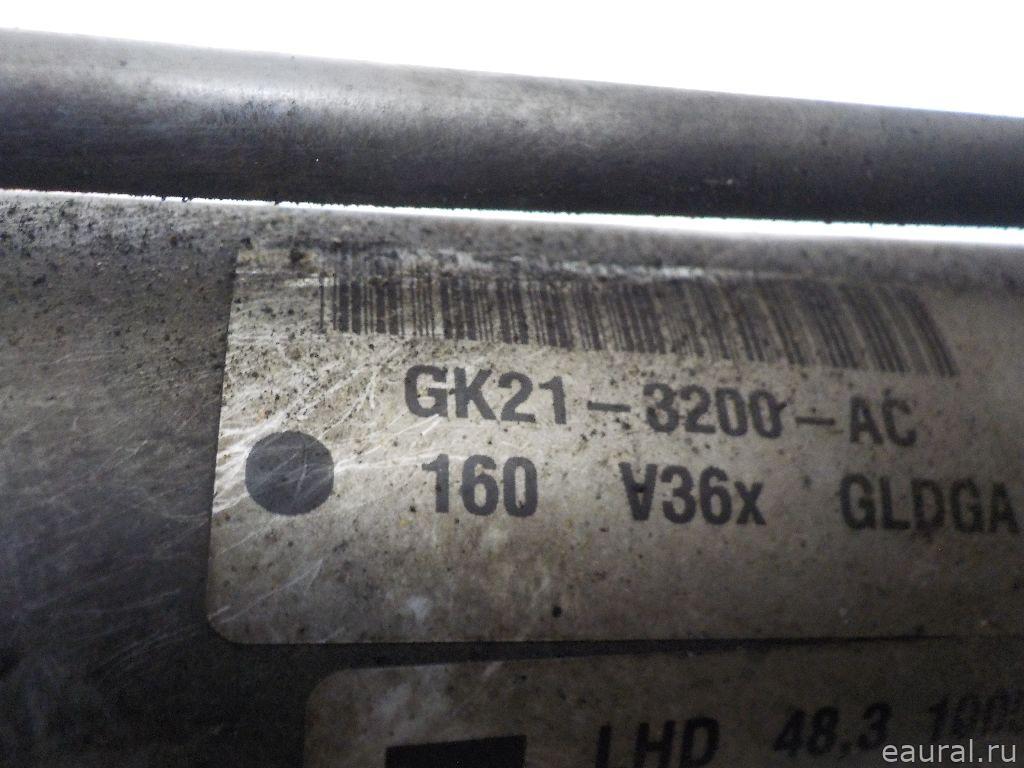 GK21-3200-AC
160 V36x GLDGA
LHD 48.3
eaural.ru